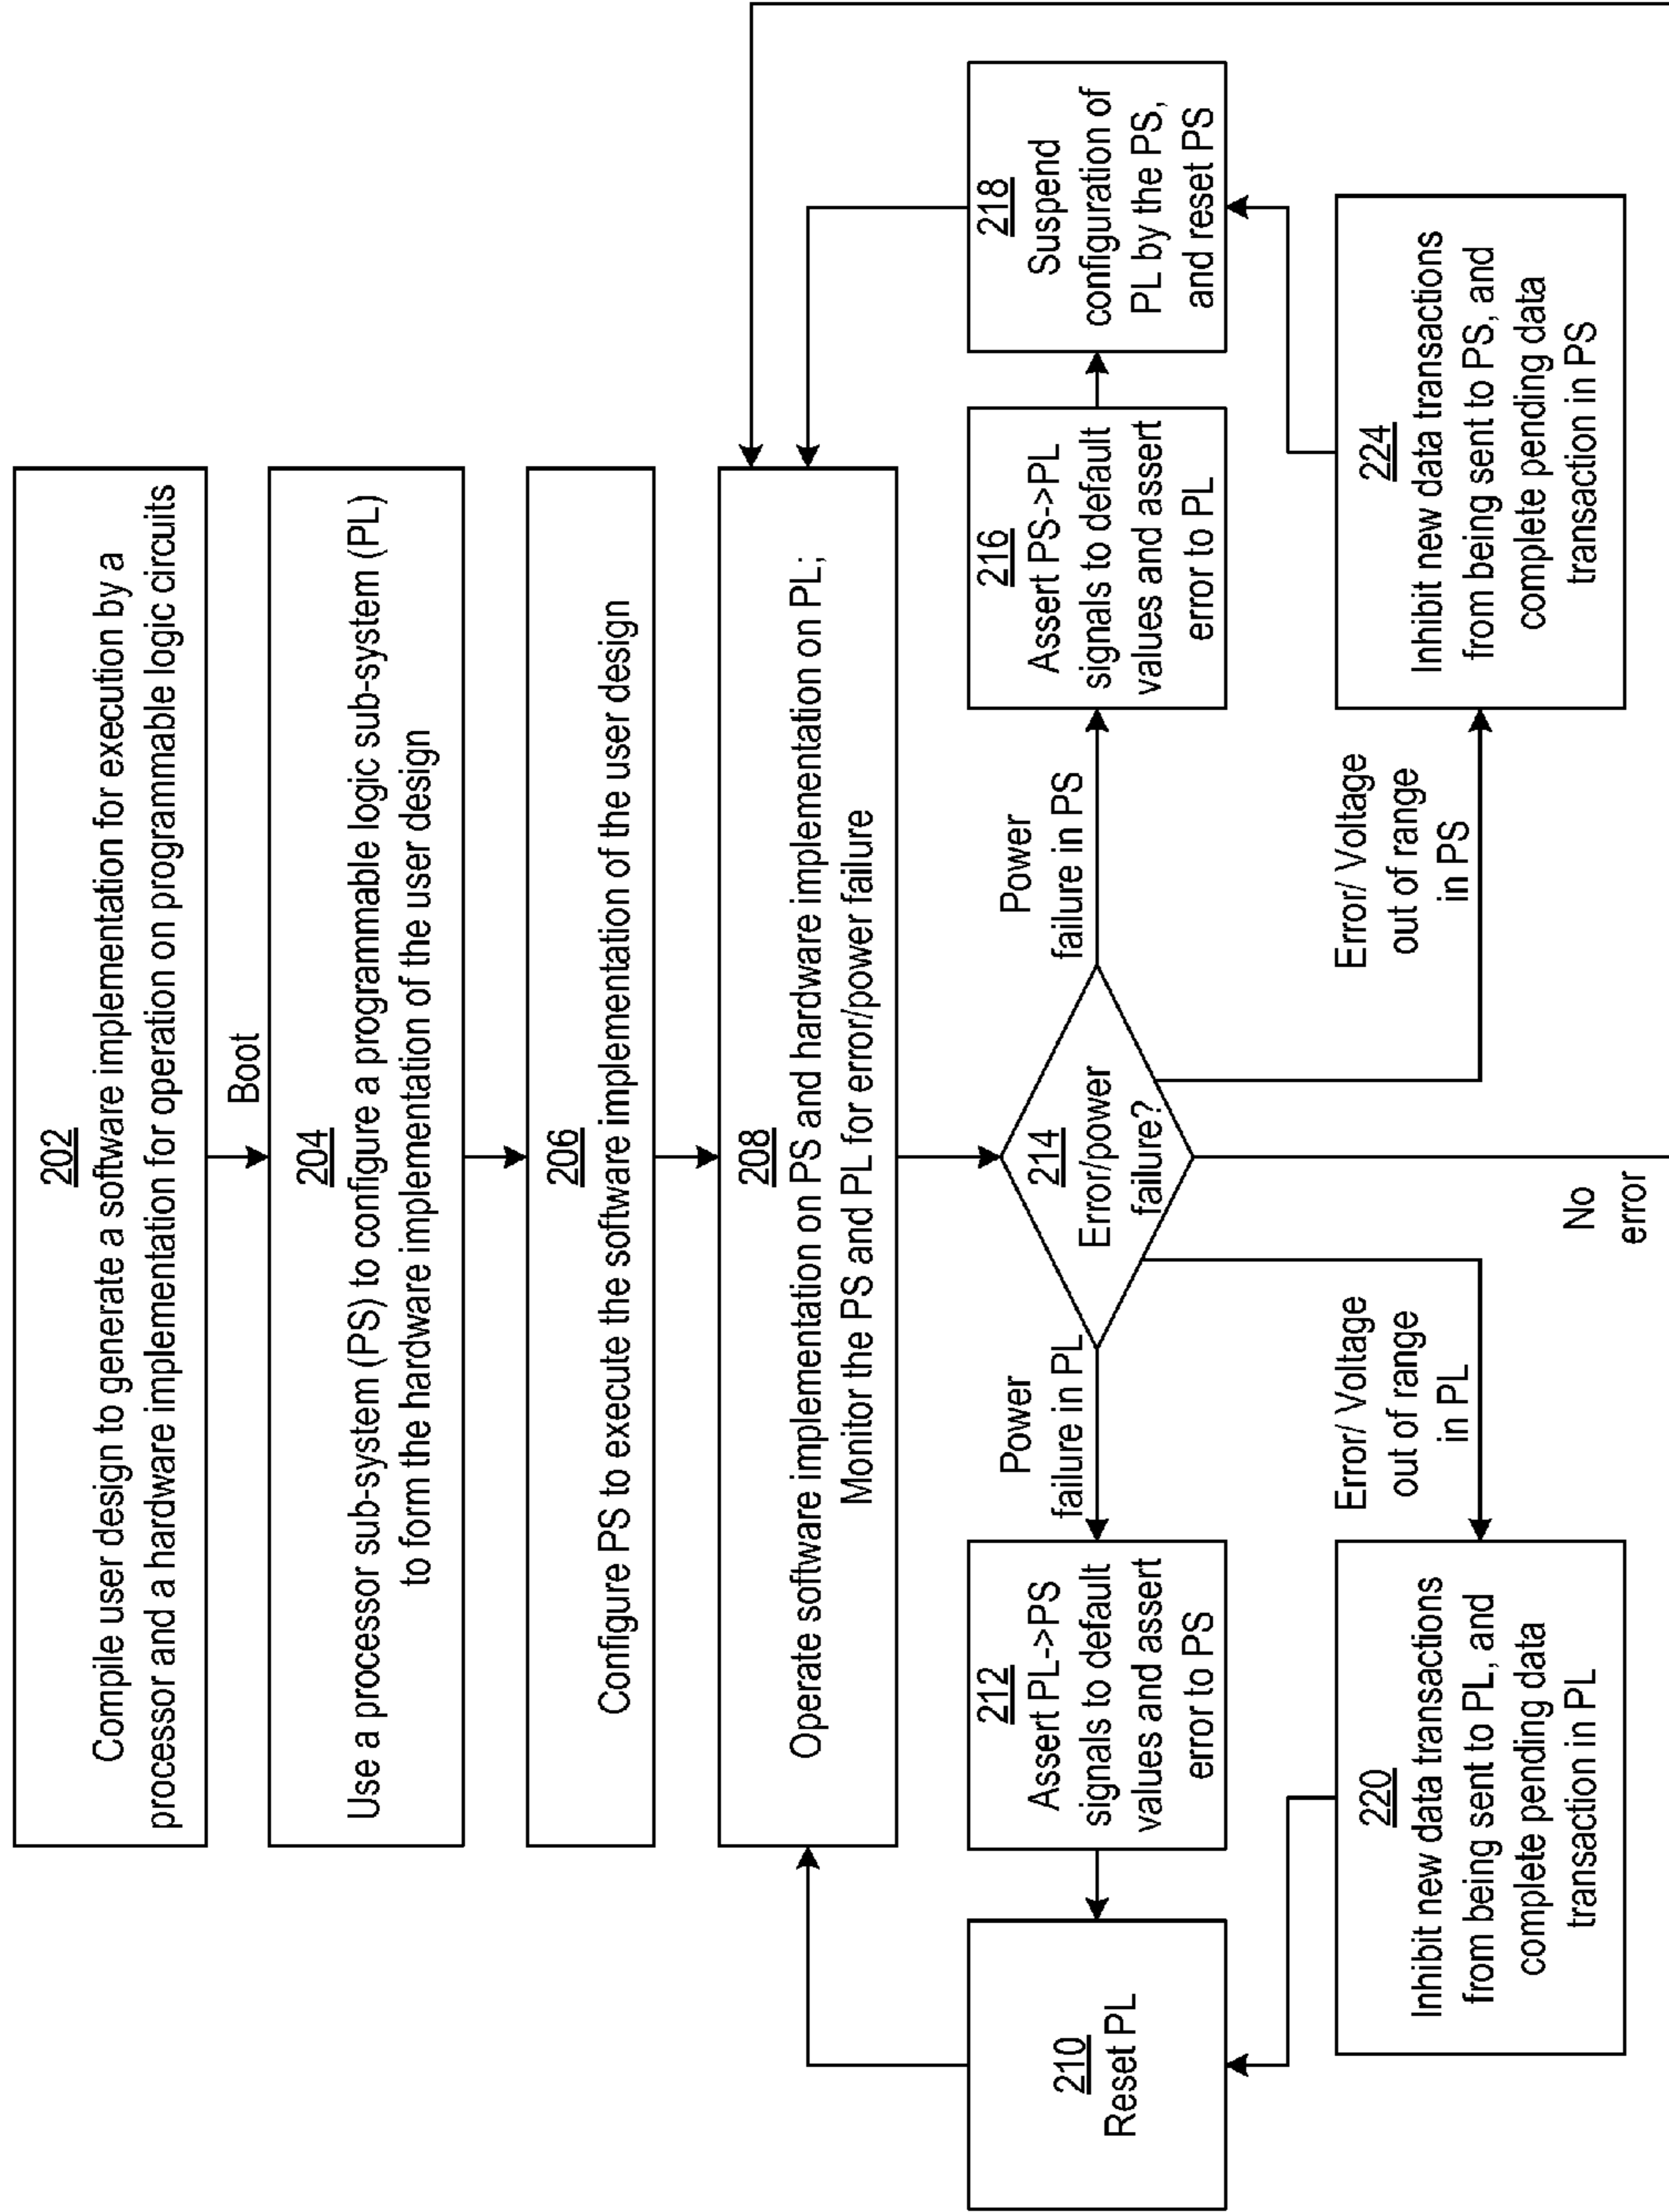 202
Compile user design to generate a software implementation for execution by a
processor and a hardware implementation for operation on programmable logic circuits
Boot
204
Use a processor sub-system (PS) to configure a programmable logic sub-system (PL)
to form the hardware implementation of the user design
206
Configure PS to execute the software implementation of the user design
208
Operate software implementation on PS and hardware implementation on PL;
Monitor the PS and PL for error/power failure
210
Reset PL
212
Assert PL->PS
signals to default
values and assert
error to PS
Power
failure in PL
214
Error/power
failure?
Power
failure in PS
216
Assert PS->PL
signals to default
values and assert
error to PL
218
Suspend
configuration of
PL by the PS,
and reset PS
220
Inhibit new data transactions
from being sent to PL, and
complete pending data
transaction in PL
Error/ Voltage
out of range
in PL
No
error
Error/ Voltage
out of range
in PS
224
Inhibit new data transactions
from being sent to PS, and
complete pending data
transaction in PS